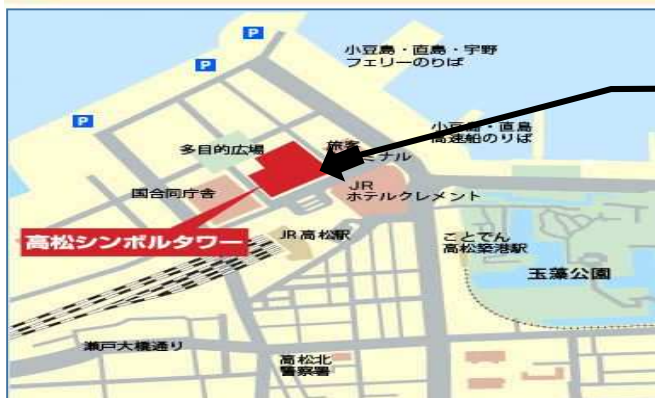 P
P
P
小豆島・直島・宇野
フェリーのりば
小豆島・直島
高速船のりば
多目的広場
旅客
ミナル
国合同庁舎
JR
ホテルクレメント
高松シンボルタワー
JR高松駅
ことでん
高松築港駅
玉藻公園
瀬戸大橋通り
高松北
警察署